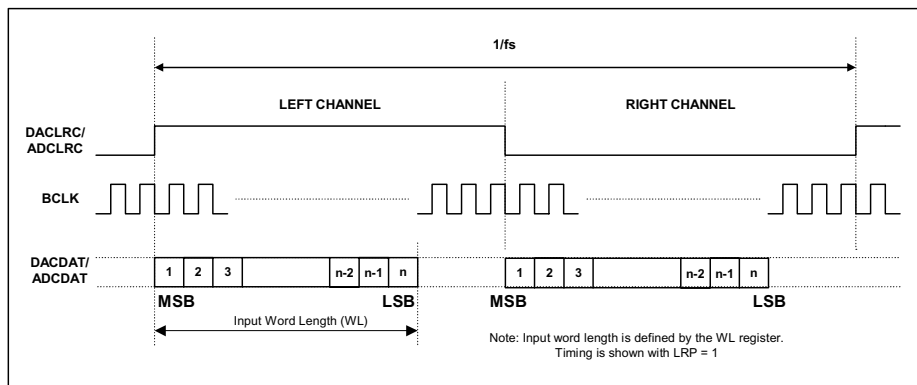 1/fs
LEFT CHANNEL RIGHT CHANNEL
DACLRC/
ADCLRC
BCLK
DACDAT/
ADCDAT
1 2 3 n-2 n-1 n 1 2 3 n-2 n-1 n
MSB LSB MSB LSB
Input Word Length (WL)
Note: Input word length is defined by the WL register.
Timing is shown with LRP = 1